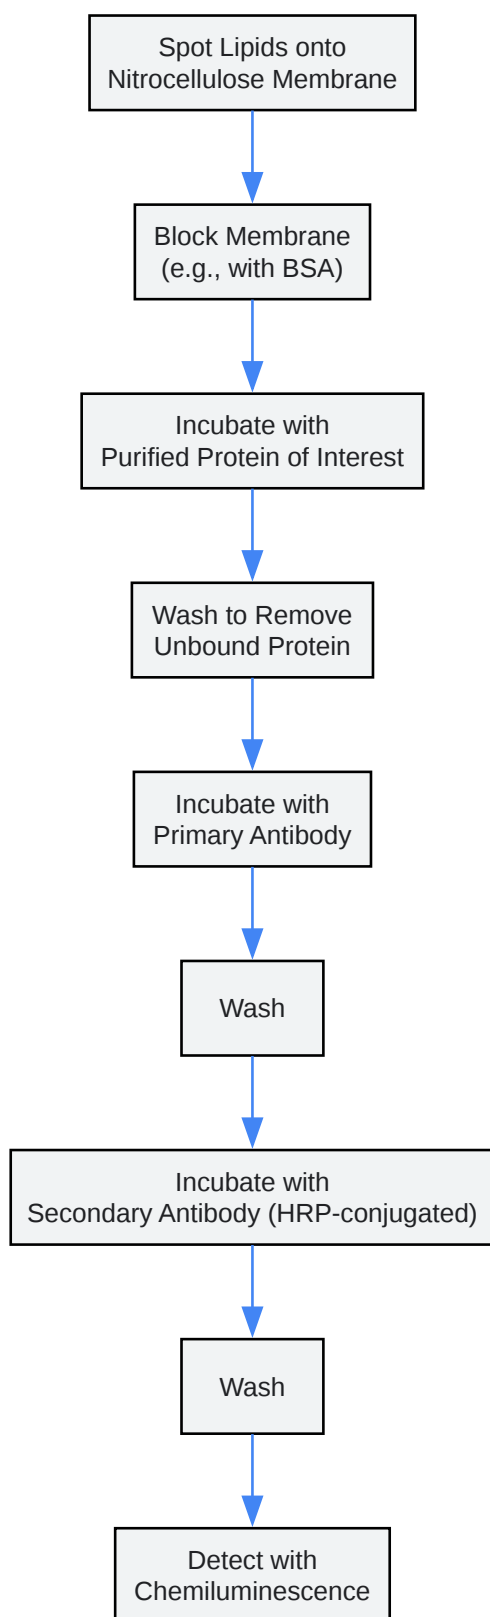 Spot Lipids onto
Nitrocellulose Membrane
Block Membrane
(e.g., with BSA)
Incubate with
Purified Protein of Interest
Wash to Remove
Unbound Protein
Incubate with
Primary Antibody
Wash
Incubate with
Secondary Antibody (HRP-conjugated)
Wash
Detect with
Chemiluminescence